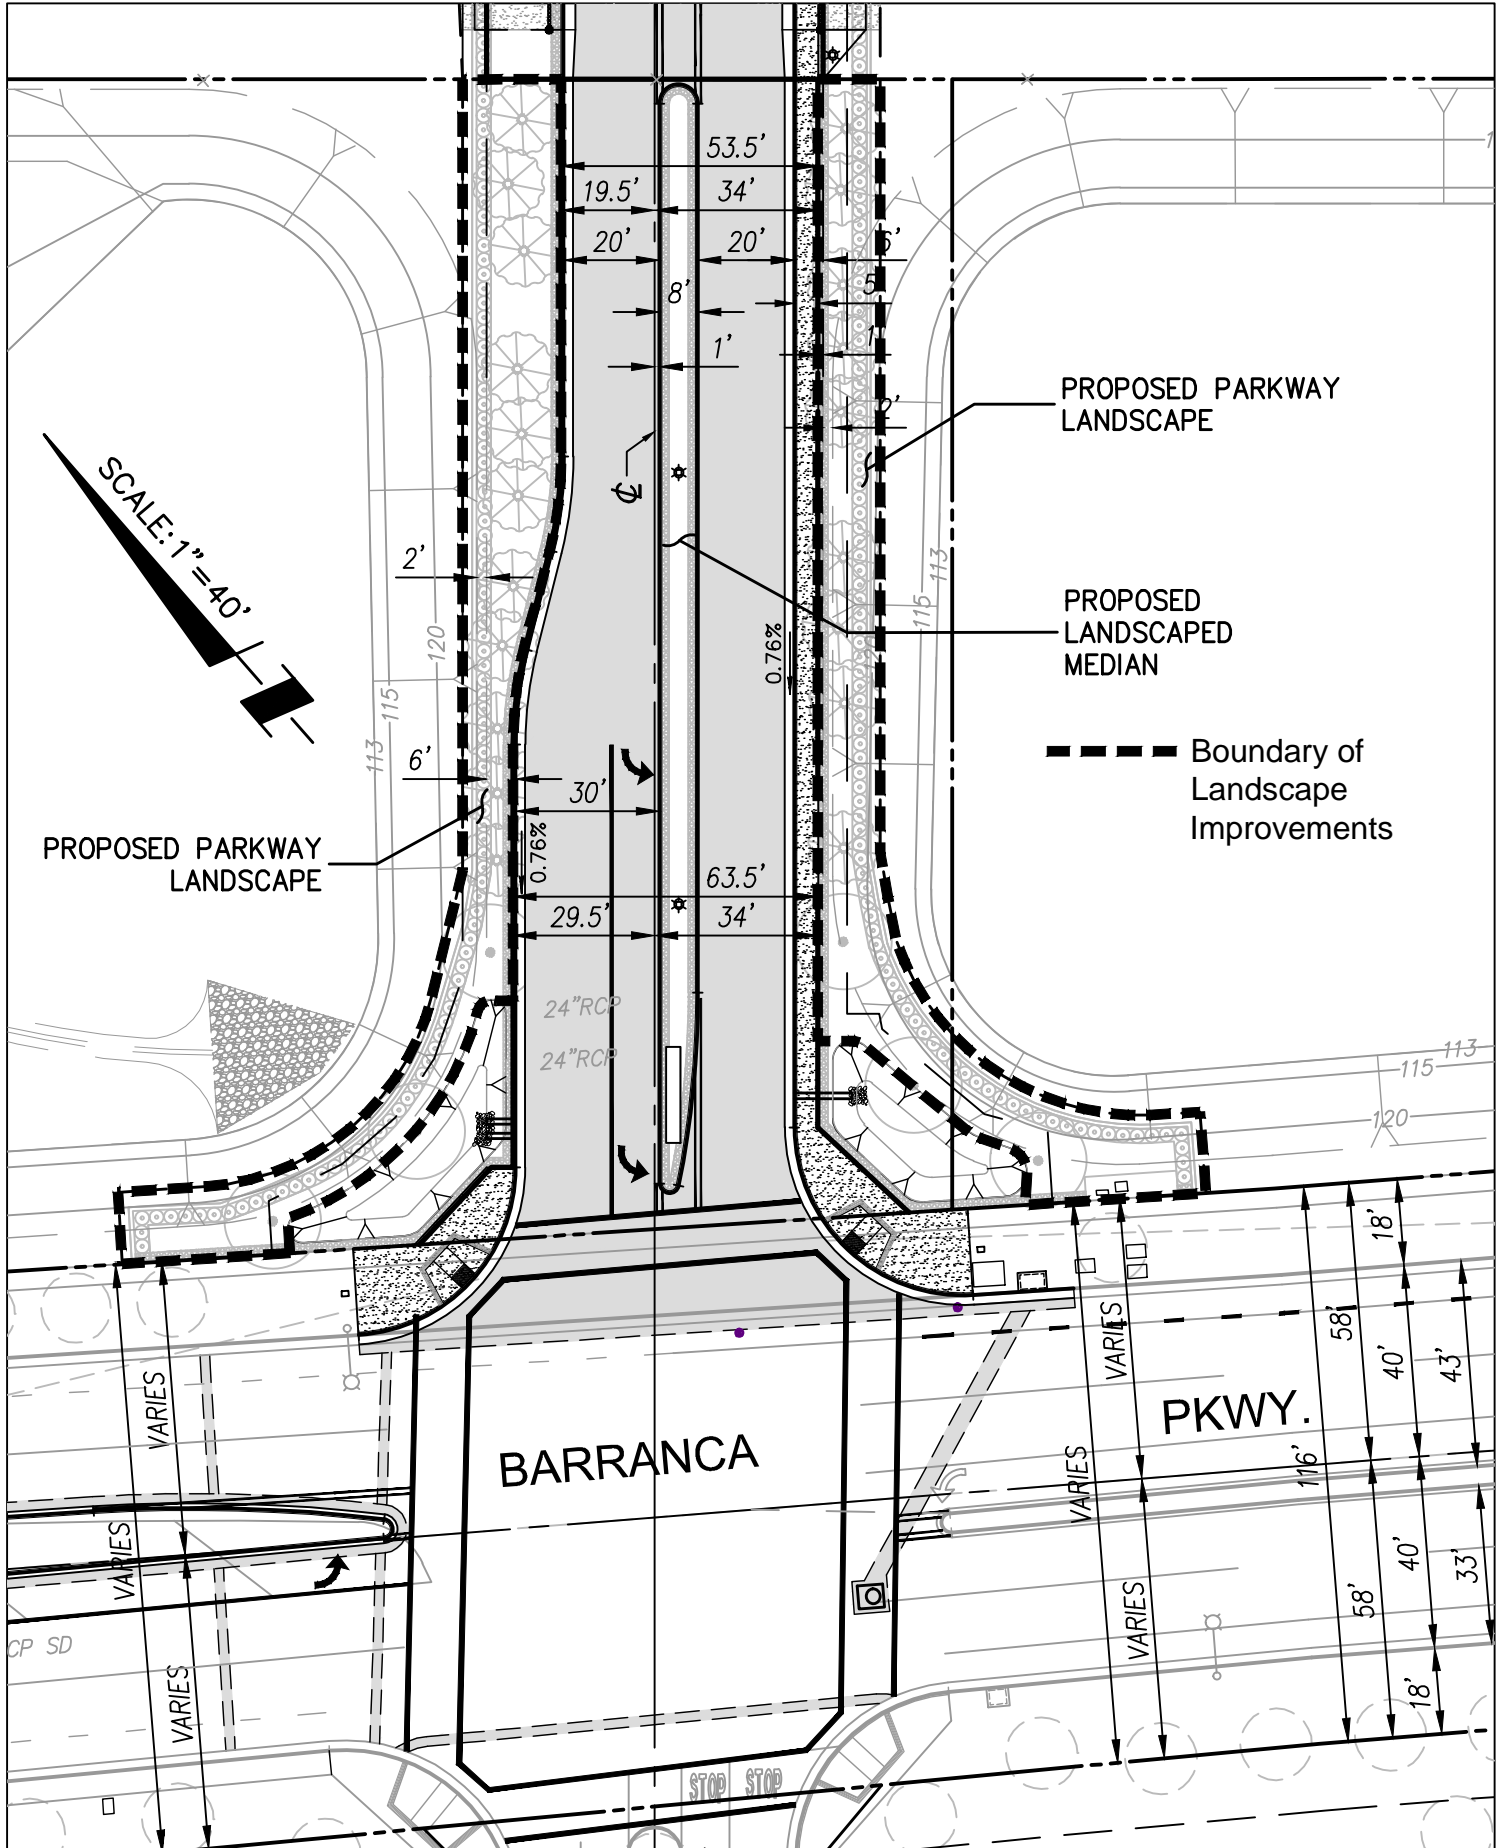 53.5'
19.5'
34'
20'
20'
6'
8'
5
1'
1
PROPOSED PARKWAY
LANDSCAPE
2'
SCALE: 1"=40'
2'
113
115
PROPOSED
LANDSCAPED
MEDIAN
0.76%
120
115
113
6'
30'
Boundary of
Landscape
Improvements
PROPOSED PARKWAY
LANDSCAPE
0.76%
63.5'
29.5'
34'
24"RCP
24"RCP
113
115
120
18'
58'
40'
43'
VARIES
VARIES
PKWY.
BARRANCA
116'
VARIES
VARIES
40'
33'
58'
VARIES
CP SD
VARIES
18'
STOP
STOP